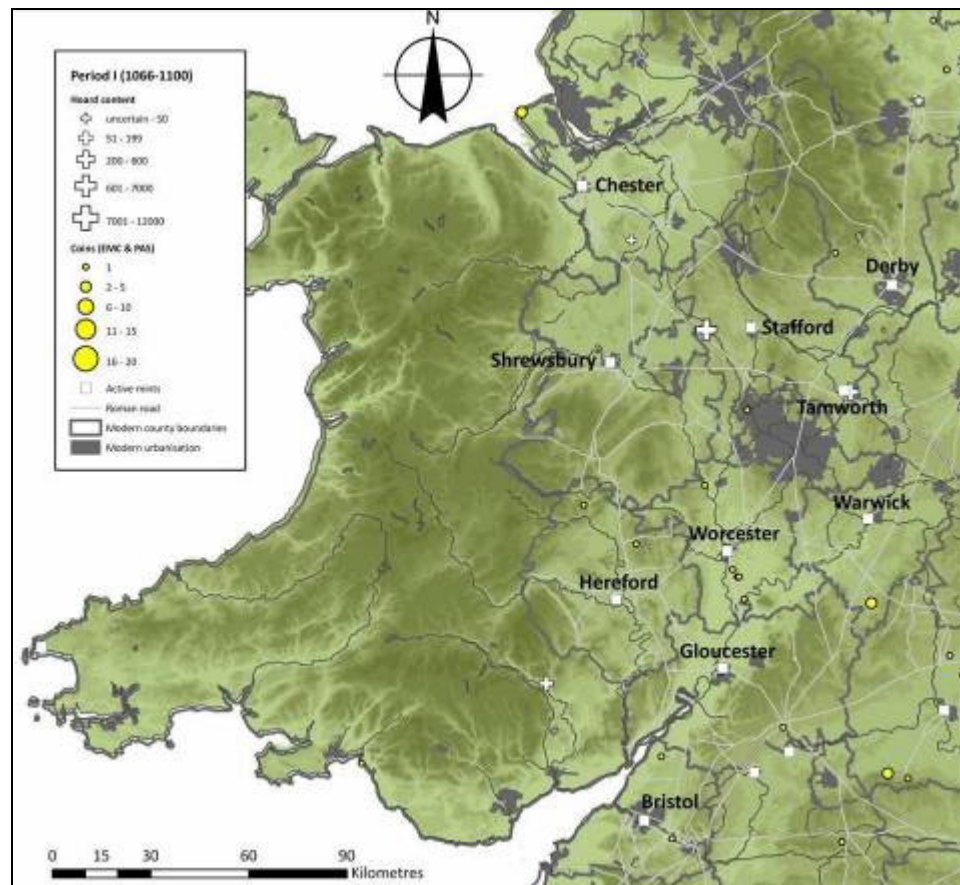 N
Period I (1066-1100)
Hoard content
uncertain - 50
51 - 199
200 - 600
601 - 7000
7001 - 12000
Coins (EMC & PAS)
1
2 - 5
6 - 10
11 - 15
16 - 20
Active mints
Roman road
Modern county boundaries
Modern urbanisation
Chester
Derby
Stafford
Shrewsbury
Tamworth
Warwick
Worcester
Hereford
Gloucester
Bristol
0 15 30 60 90
Kilometres